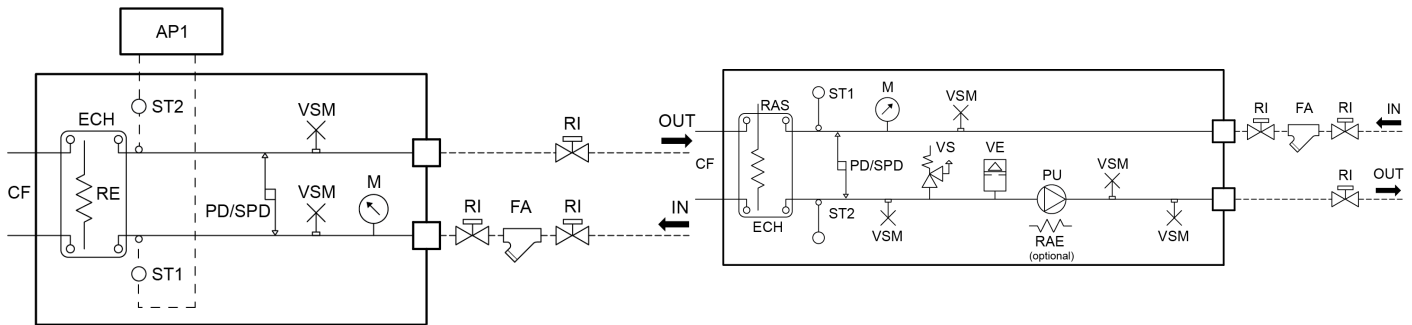 AP1
ST2
VSM
ECH
RI
OUT
CF
RE
PD/SPD
VSM
M
RI
FA
RI
IN
ST1
RAS
ST1
M
VSM
RI
FA
RI
IN
CF
PD/SPD
VS
VE
PU
VSM
RI
OUT
ECH
ST2
VSM
RAE
(optional)
VSM